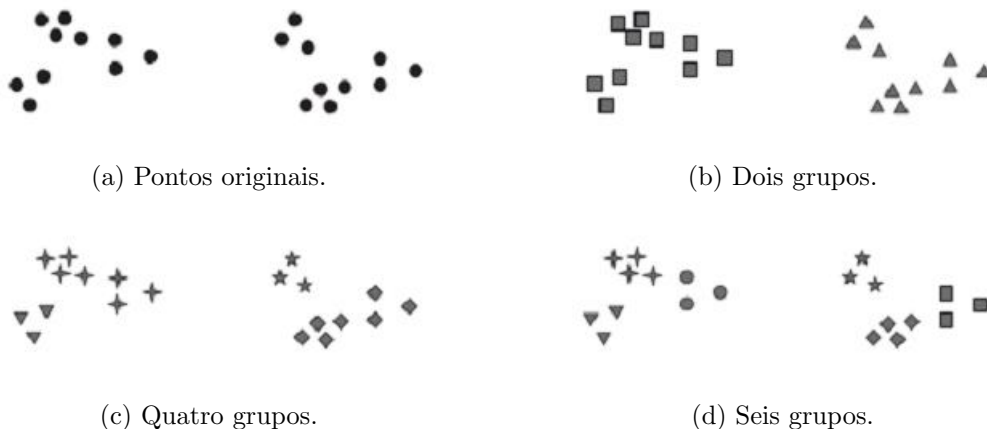 (a) Pontos originais.
(b) Dois grupos.
(c) Quatro grupos.
(d) Seis grupos.